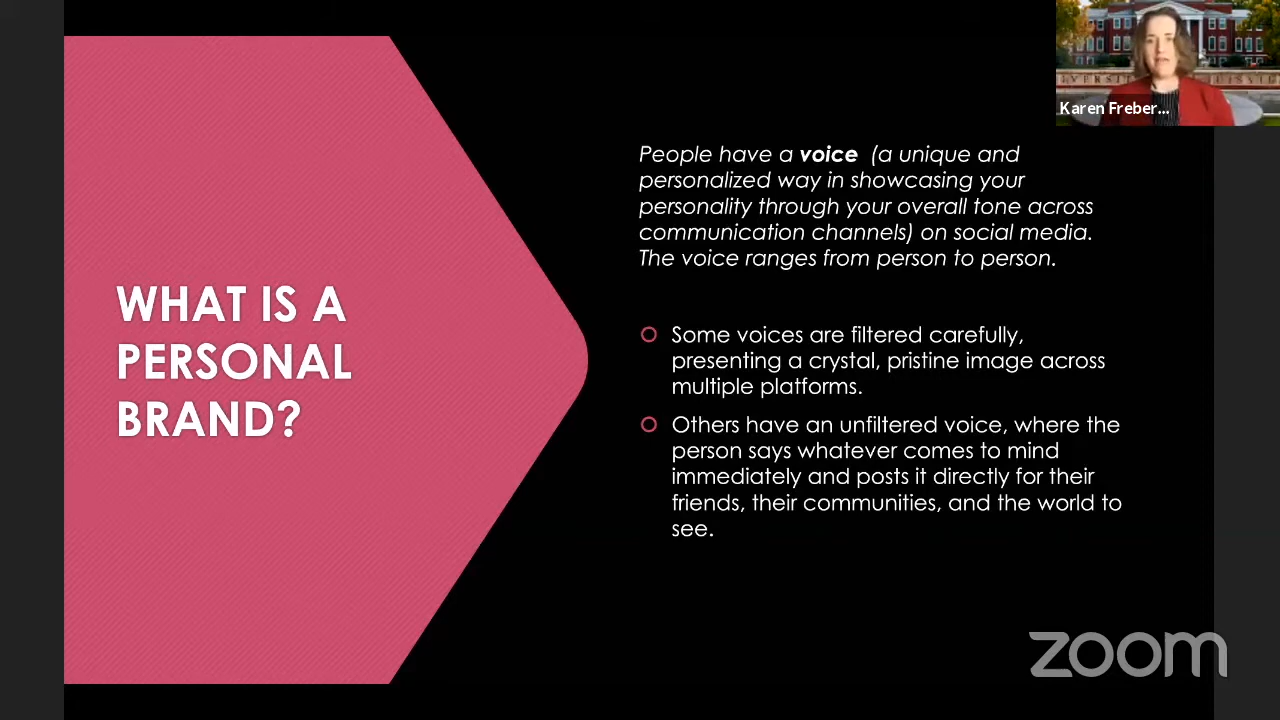 WHAT IS A
PERSONAL
BRAND?
People have a voice (a unique and
personalized way in showcasing your
personality through your overall tone across
communication channels) on social media.
The voice ranges from person to person.
Some voices are filtered carefully,
presenting a crystal, pristine image across
multiple platforms.
Others have an unfiltered voice, where the
person says whatever comes to mind
immediately and posts it directly for their
friends, their communities, and the world to
see.
Karen Freber...
zoom